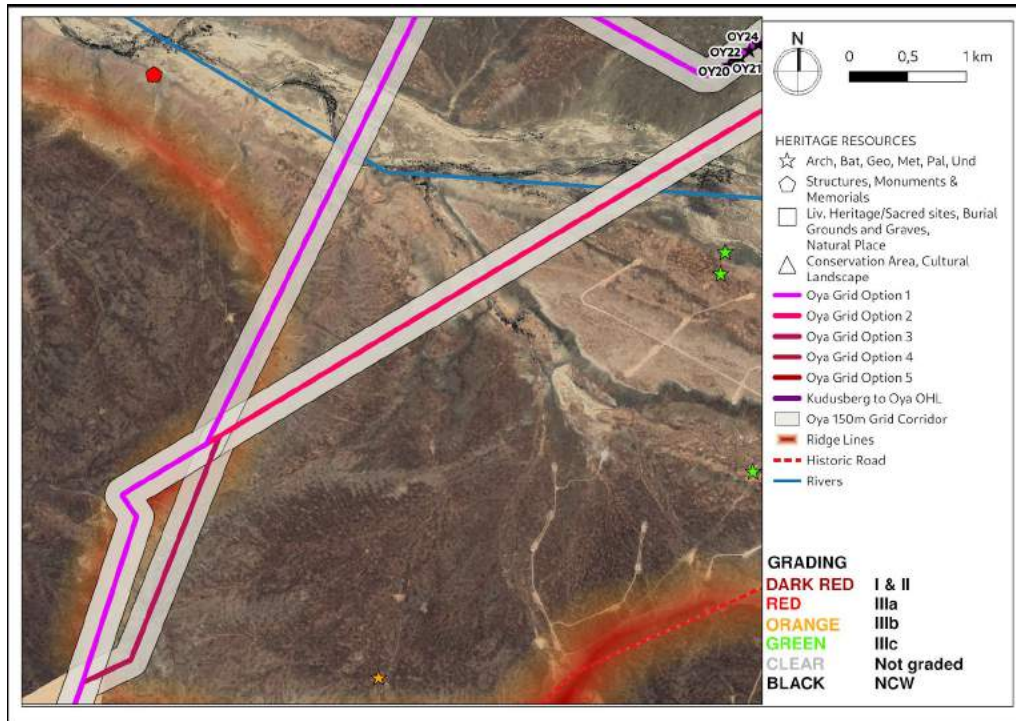 OY24
OY22
OY20 OY21
N
0 0,5 1 km
HERITAGE RESOURCES
Arch, Bat, Geo, Met, Pal, Und
Structures, Monuments &
Memorials
Liv. Heritage/Sacred sites, Burial
Grounds and Graves,
Natural Place
Conservation Area, Cultural
Landscape
Oya Grid Option 1
Oya Grid Option 2
Oya Grid Option 3
Oya Grid Option 4
Oya Grid Option 5
Kudusberg to Oya OHL
Oya 150m Grid Corridor
Ridge Lines
Historic Road
Rivers
GRADING
DARK RED I & II
RED IIIa
ORANGE IIIb
GREEN IIIc
CLEAR Not graded
BLACK NCW